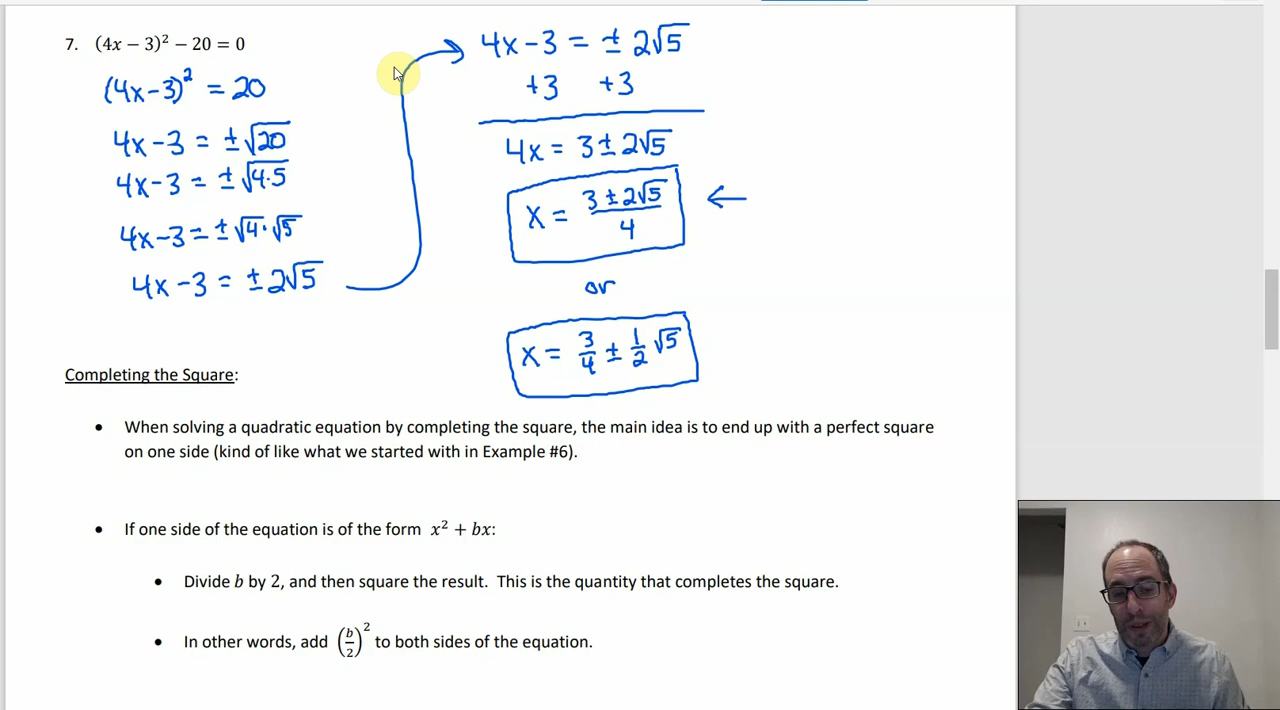 7. (4x − 3)² − 20 = 0
(4x-3)² = 20
4x-3 = ±√20
4x-3 = ±√4·5
4x-3 = ±√4·√5
4x-3 = ±2√5
4x-3 = ±2√5
+3 +3
4x = 3±2√5
x = (3±2√5)/4
or
x = 3/4 ± 1/2 √5
Completing the Square:
• When solving a quadratic equation by completing the square, the main idea is to end up with a perfect square
on one side (kind of like what we started with in Example #6).
• If one side of the equation is of the form x² + bx:
• Divide b by 2, and then square the result. This is the quantity that completes the square.
• In other words, add (b/2)² to both sides of the equation.